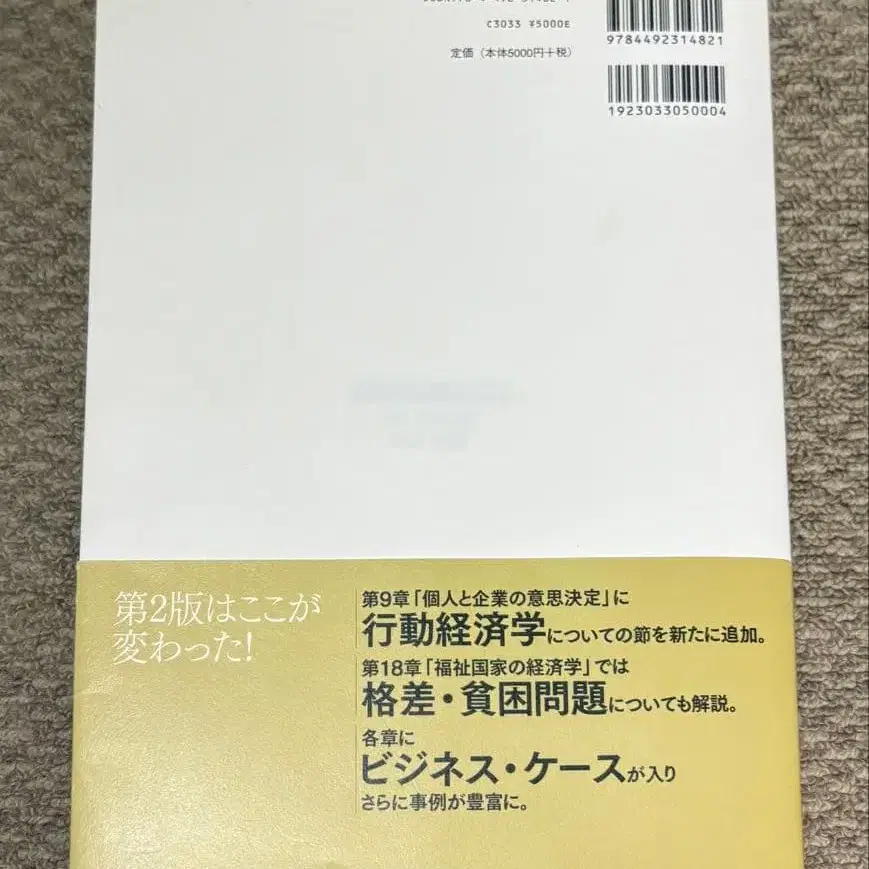 C3033 ¥5000E
定価（本体5000円＋税）
9784492314821
1923033050004
第2版はここが
変わった！
第9章「個人と企業の意思決定」に
行動経済学についての節を新たに追加。
第18章「福祉国家の経済学」では
格差・貧困問題についても解説。
各章に
ビジネス・ケースが入り
さらに事例が豊富に。